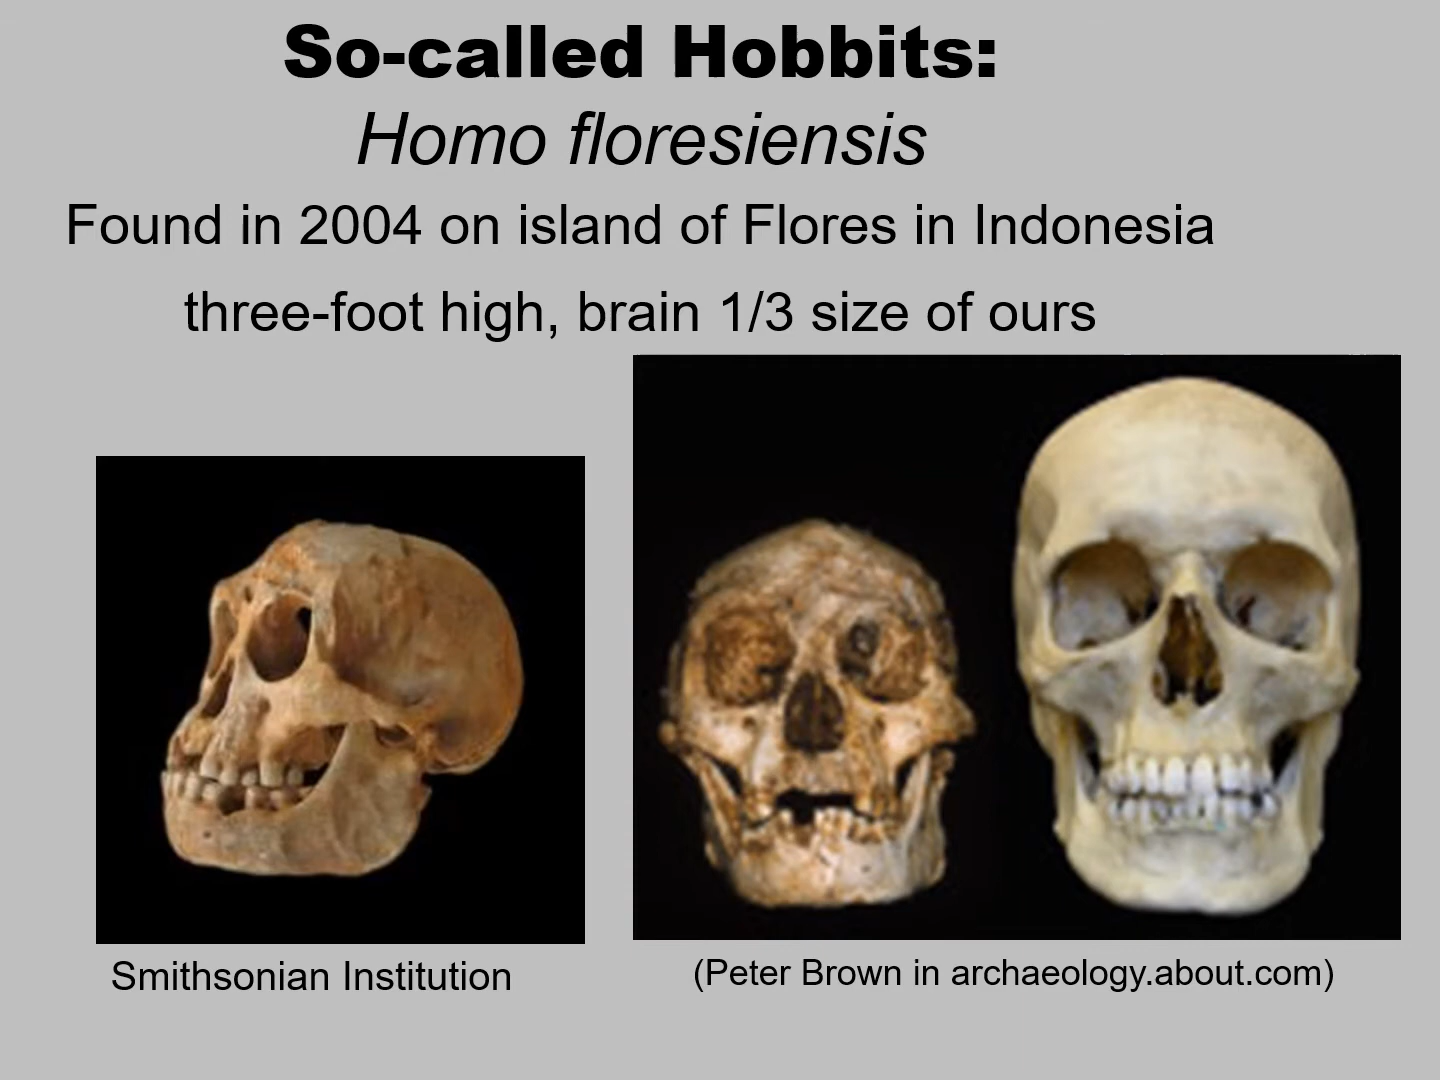 So-called Hobbits:
Homo floresiensis
Found in 2004 on island of Flores in Indonesia
three-foot high, brain 1/3 size of ours
Smithsonian Institution
(Peter Brown in archaeology.about.com)